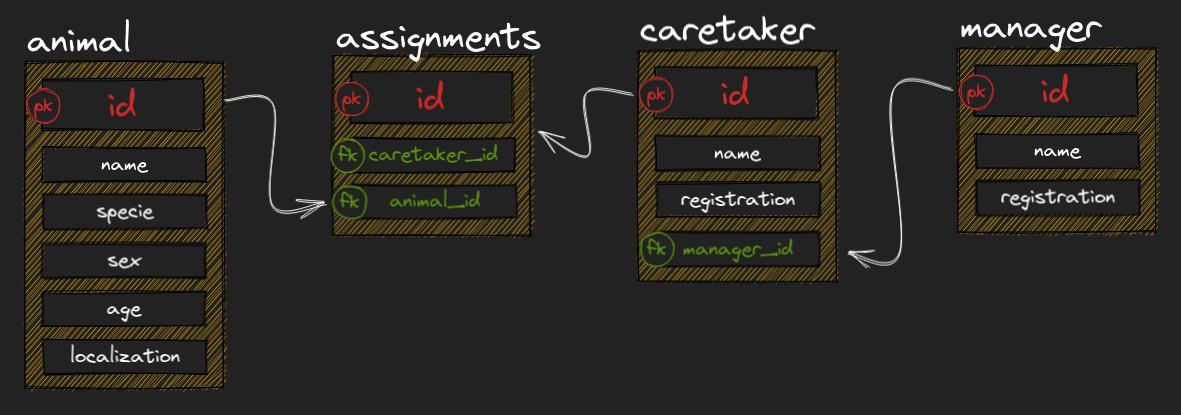 animal
pk id
name
specie
sex
age
localization
assignments
pk id
fk caretaker_id
fk animal_id
caretaker
pk id
name
registration
fk manager_id
manager
pk id
name
registration